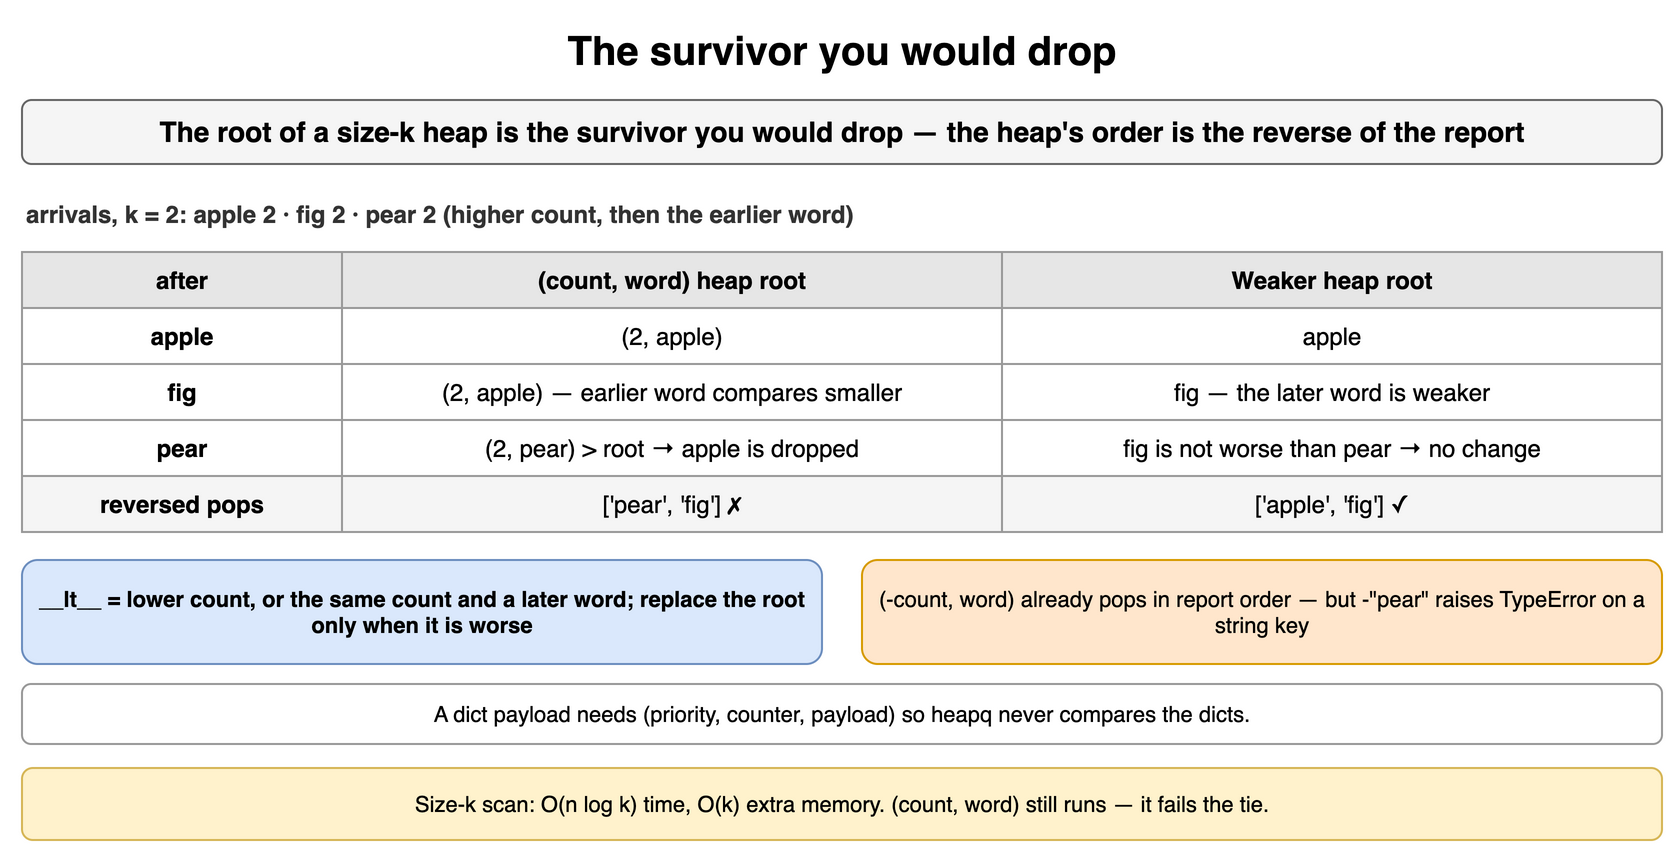 The survivor you would drop
The root of a size-k heap is the survivor you would drop — the heap's order is the reverse of the report
arrivals, k = 2: apple 2 · fig 2 · pear 2 (higher count, then the earlier word)
after (count, word) heap root Weaker heap root
apple (2, apple) apple
fig (2, apple) — earlier word compares smaller fig — the later word is weaker
pear (2, pear) > root → apple is dropped fig is not worse than pear → no change
reversed pops ['pear', 'fig'] ✗ ['apple', 'fig'] ✓
__lt__ = lower count, or the same count and a later word; replace the root
only when it is worse
(-count, word) already pops in report order — but -"pear" raises TypeError on a
string key
A dict payload needs (priority, counter, payload) so heapq never compares the dicts.
Size-k scan: O(n log k) time, O(k) extra memory. (count, word) still runs — it fails the tie.